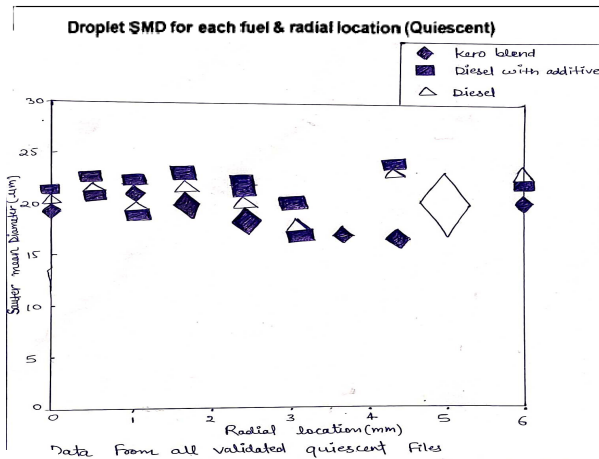 Droplet SMD for each fuel & radial location (Quiescent)
Kero blend
Diesel with additive
Diesel
30
25
20
15
10
5
0
Sauter mean Diameter (μm)
0 1 2 3 4 5 6
Radial location (mm)
Data From all validated quiescent Files